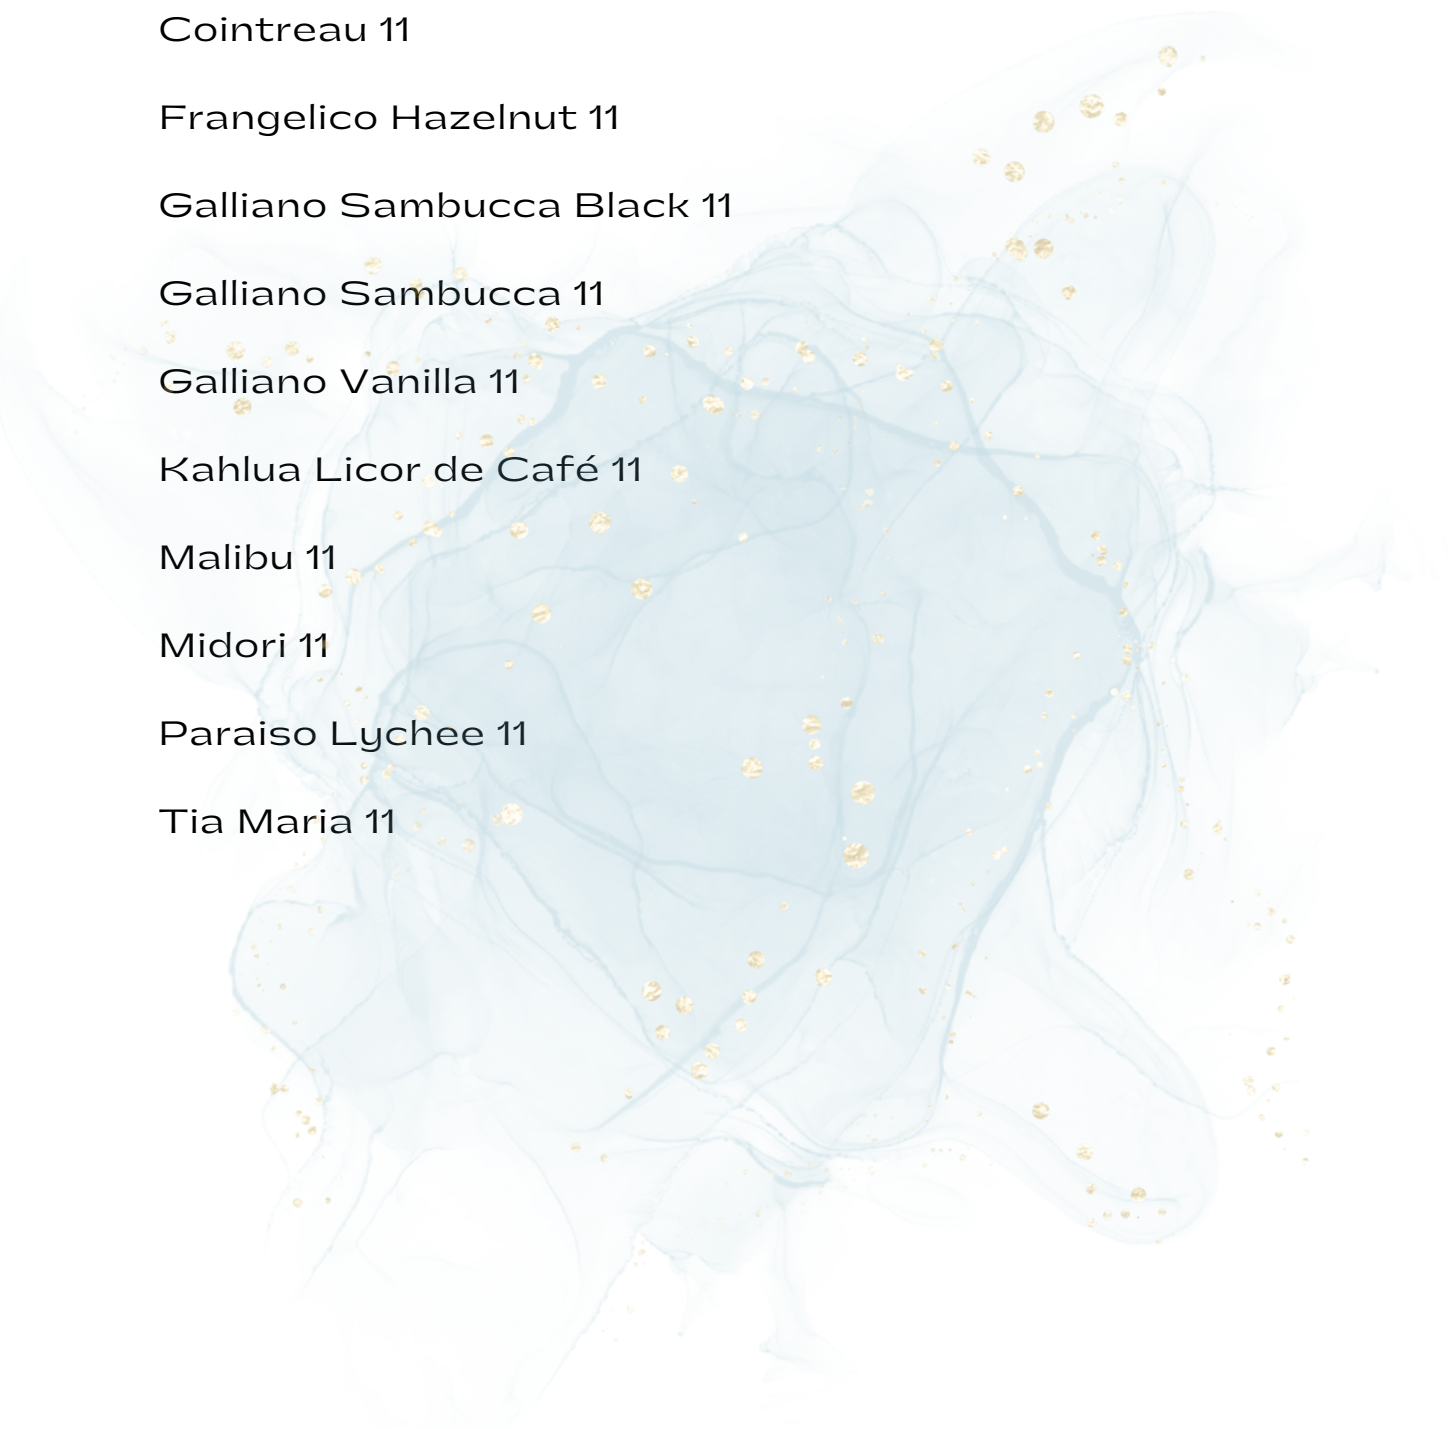 Cointreau 11
Frangelico Hazelnut 11
Galliano Sambucca Black 11
Galliano Sambucca 11
Galliano Vanilla 11
Kahlua Licor de Café 11
Malibu 11
Midori 11
Paraiso Lychee 11
Tia Maria 11